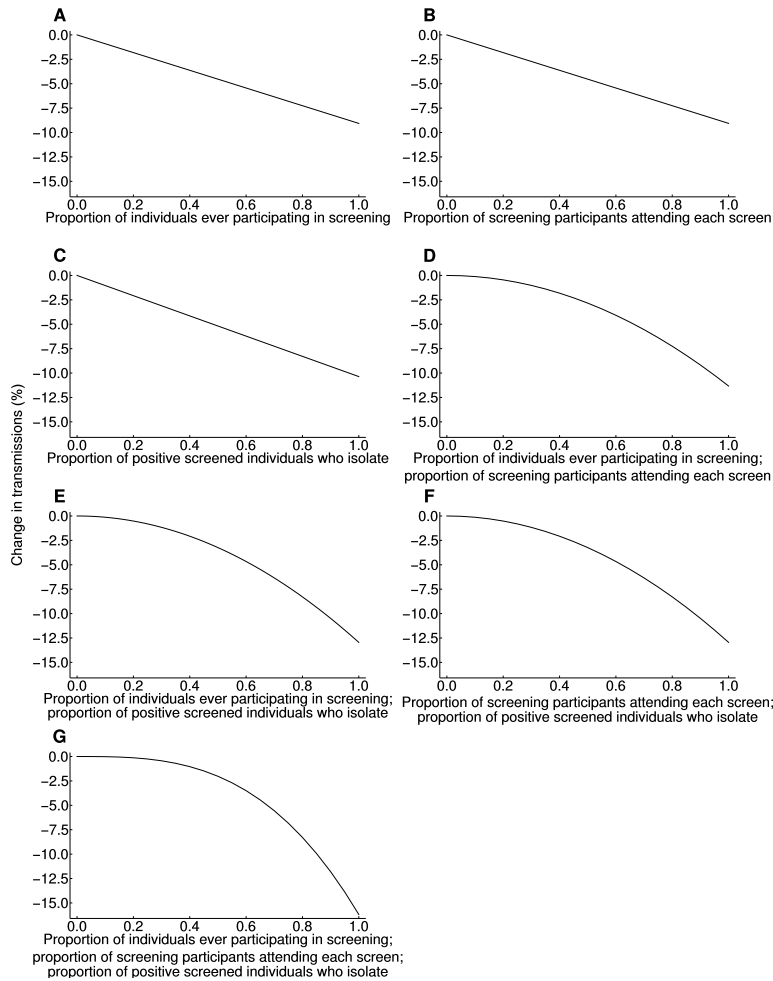 A
0.0
−2.5
−5.0
−7.5
−10.0
−12.5
−15.0
0.0 0.2 0.4 0.6 0.8 1.0
Proportion of individuals ever participating in screening
B
0.0
−2.5
−5.0
−7.5
−10.0
−12.5
−15.0
0.0 0.2 0.4 0.6 0.8 1.0
Proportion of screening participants attending each screen
Change in transmissions (%)
C
0.0
−2.5
−5.0
−7.5
−10.0
−12.5
−15.0
0.0 0.2 0.4 0.6 0.8 1.0
Proportion of positive screened individuals who isolate
D
0.0
−2.5
−5.0
−7.5
−10.0
−12.5
−15.0
0.0 0.2 0.4 0.6 0.8 1.0
Proportion of individuals ever participating in screening;
proportion of screening participants attending each screen
E
0.0
−2.5
−5.0
−7.5
−10.0
−12.5
−15.0
0.0 0.2 0.4 0.6 0.8 1.0
Proportion of individuals ever participating in screening;
proportion of positive screened individuals who isolate
F
0.0
−2.5
−5.0
−7.5
−10.0
−12.5
−15.0
0.0 0.2 0.4 0.6 0.8 1.0
Proportion of screening participants attending each screen;
proportion of positive screened individuals who isolate
G
0.0
−2.5
−5.0
−7.5
−10.0
−12.5
−15.0
0.0 0.2 0.4 0.6 0.8 1.0
Proportion of individuals ever participating in screening;
proportion of screening participants attending each screen;
proportion of positive screened individuals who isolate